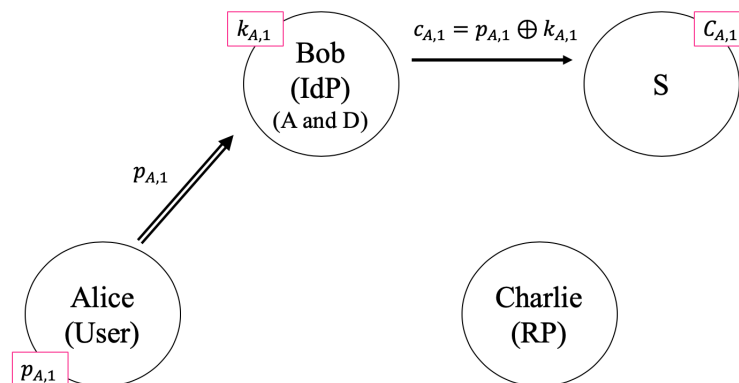 k_{A,1}
Bob
(IdP)
(A and D)
c_{A,1} = p_{A,1} ⊕ k_{A,1}
C_{A,1}
S
p_{A,1}
Alice
(User)
p_{A,1}
Charlie
(RP)